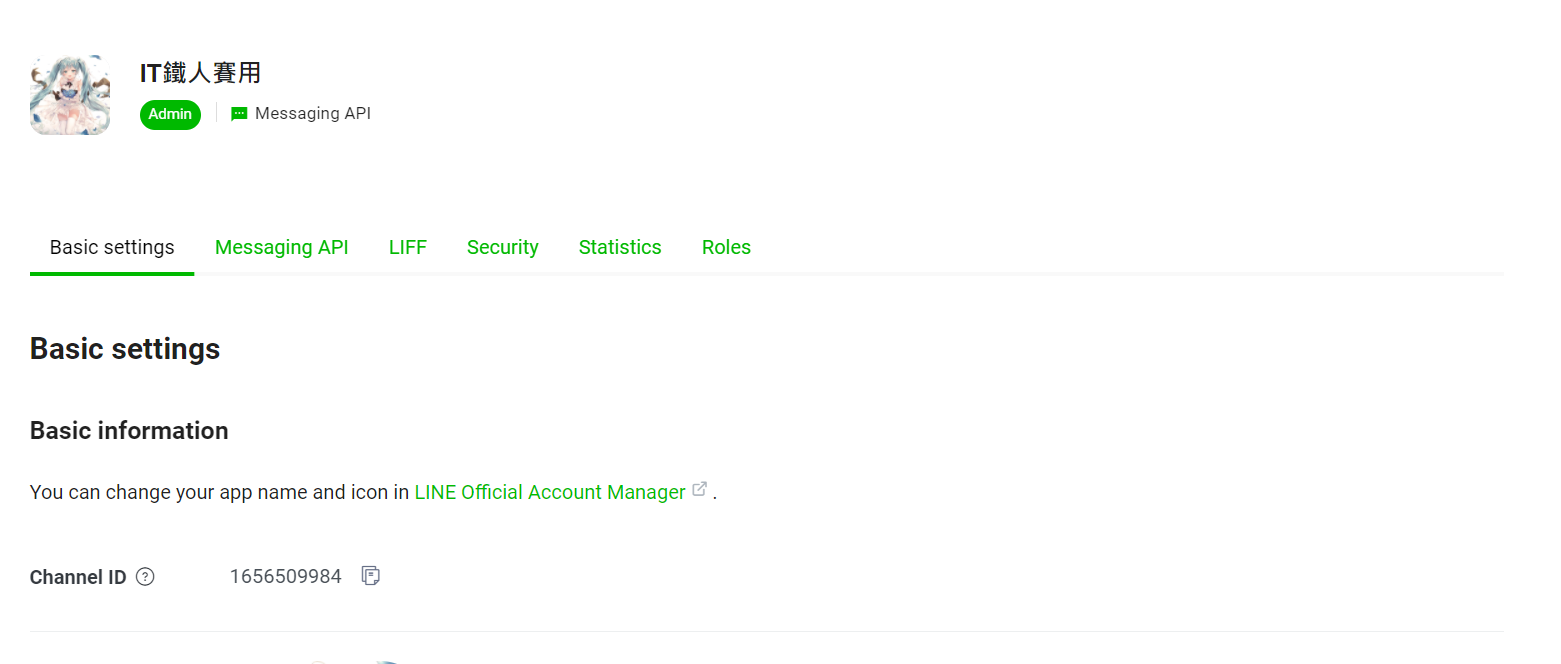 IT鐵人賽用
Admin Messaging API
Basic settings Messaging API LIFF Security Statistics Roles
Basic settings
Basic information
You can change your app name and icon in LINE Official Account Manager .
Channel ID ? 1656509984